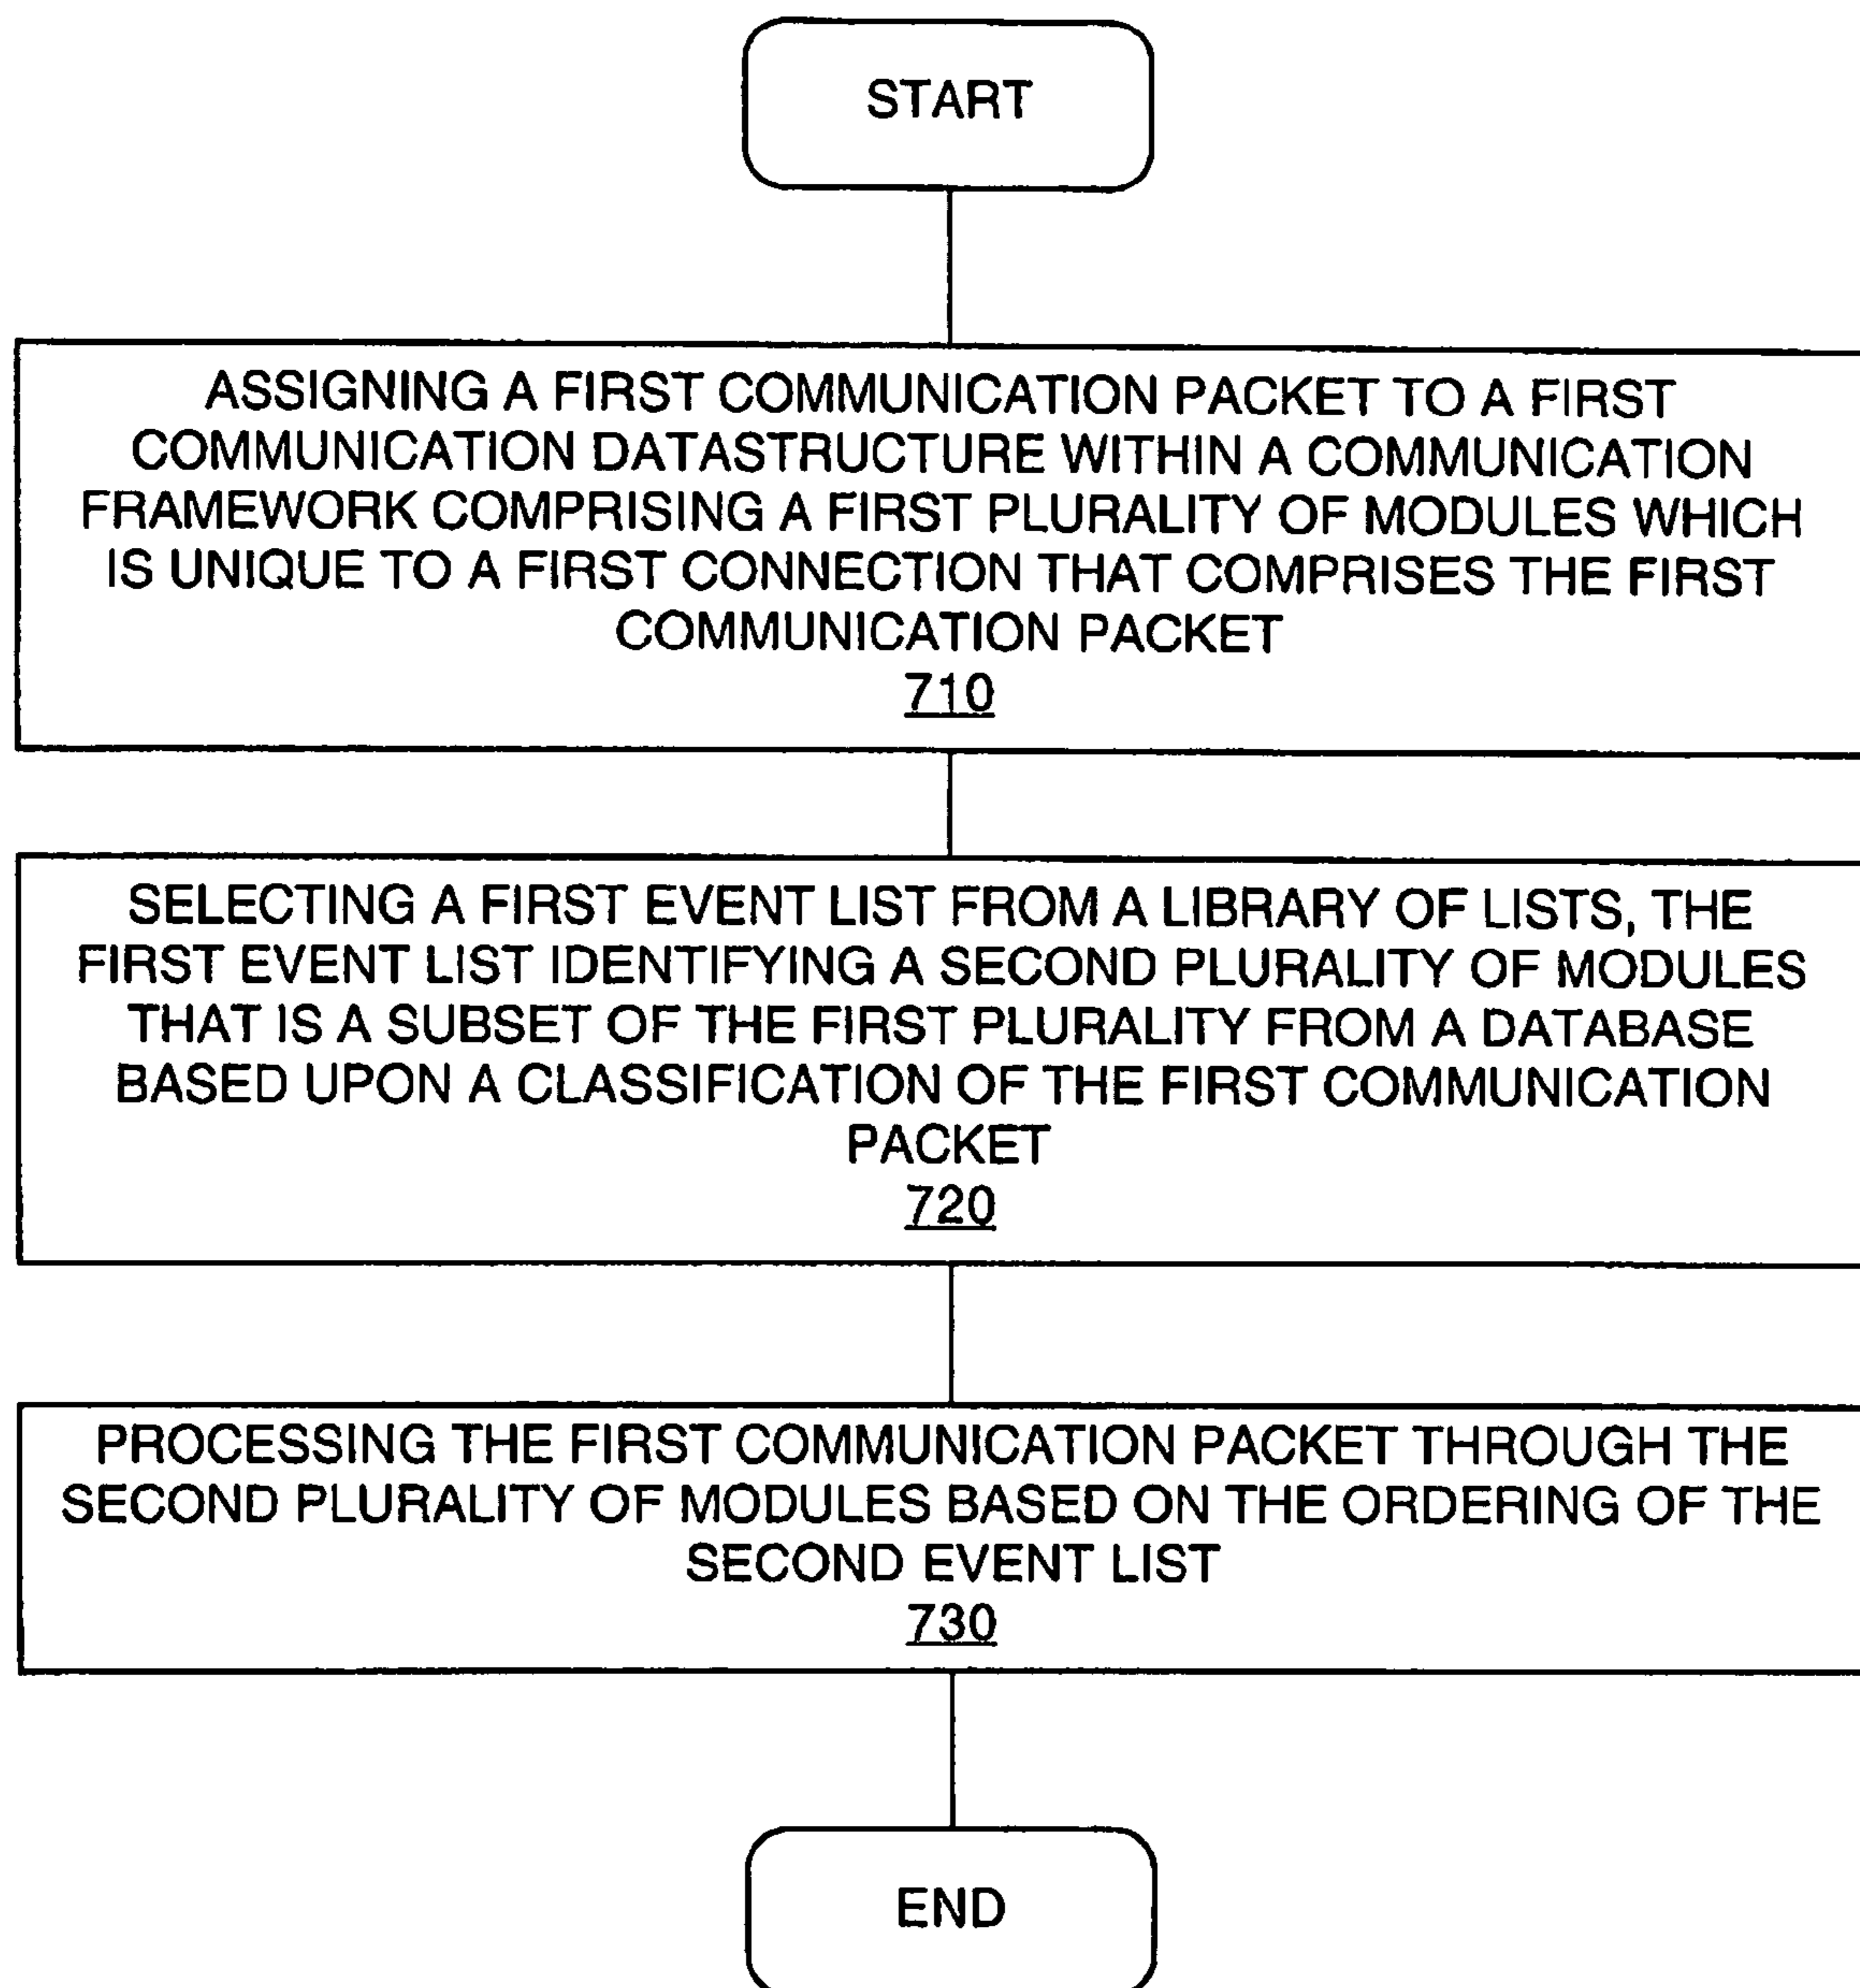 START
ASSIGNING A FIRST COMMUNICATION PACKET TO A FIRST
COMMUNICATION DATASTRUCTURE WITHIN A COMMUNICATION
FRAMEWORK COMPRISING A FIRST PLURALITY OF MODULES WHICH
IS UNIQUE TO A FIRST CONNECTION THAT COMPRISES THE FIRST
COMMUNICATION PACKET
710
SELECTING A FIRST EVENT LIST FROM A LIBRARY OF LISTS, THE
FIRST EVENT LIST IDENTIFYING A SECOND PLURALITY OF MODULES
THAT IS A SUBSET OF THE FIRST PLURALITY FROM A DATABASE
BASED UPON A CLASSIFICATION OF THE FIRST COMMUNICATION
PACKET
720
PROCESSING THE FIRST COMMUNICATION PACKET THROUGH THE
SECOND PLURALITY OF MODULES BASED ON THE ORDERING OF THE
SECOND EVENT LIST
730
END